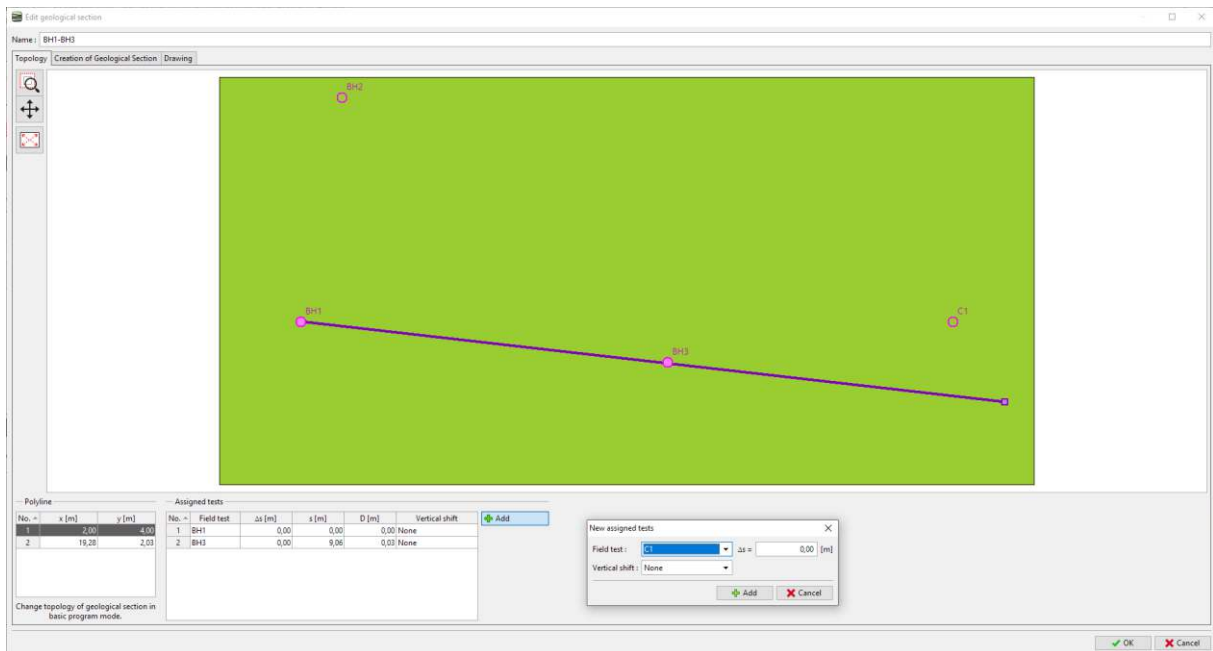 Edit geological section
Name : BH1-BH3
Topology Creation of Geological Section Drawing
BH2
BH1
C1
BH3
Polyline
No. x [m] y [m]
1 2,00 4,00
2 19,28 2,03
Change topology of geological section in
basic program mode.
Assigned tests
No. Field test Δs [m] s [m] D [m] Vertical shift
1 BH1 0,00 0,00 0,00 None
2 BH3 0,00 9,06 0,03 None
Add
New assigned tests
Field test : C1 Δs = 0,00 [m]
Vertical shift : None
Add Cancel
OK Cancel